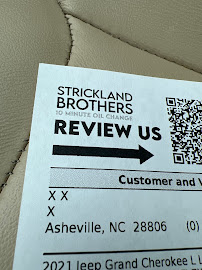 STRICKLAND
BROTHERS
10 MINUTE OIL CHANGE
REVIEW US
Customer and V
X X
X
Asheville, NC 28806 (0)
2021 Jeep Grand Cherokee L L